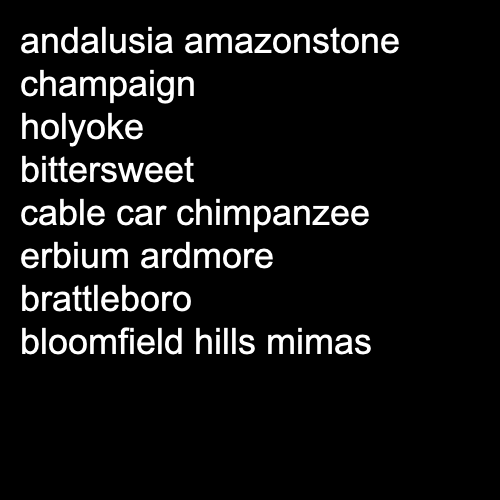 andalusia amazonstone
champaign
holyoke
bittersweet
cable car chimpanzee
erbium ardmore
brattleboro
bloomfield hills mimas